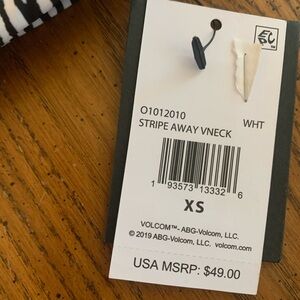 O1012010
STRIPE AWAY VNECK WHT
1 93573 13332 6
XS
VOLCOM™- ABG-Volcom, LLC.
© 2019 ABG-Volcom, LLC. volcom.com
USA MSRP: $49.00